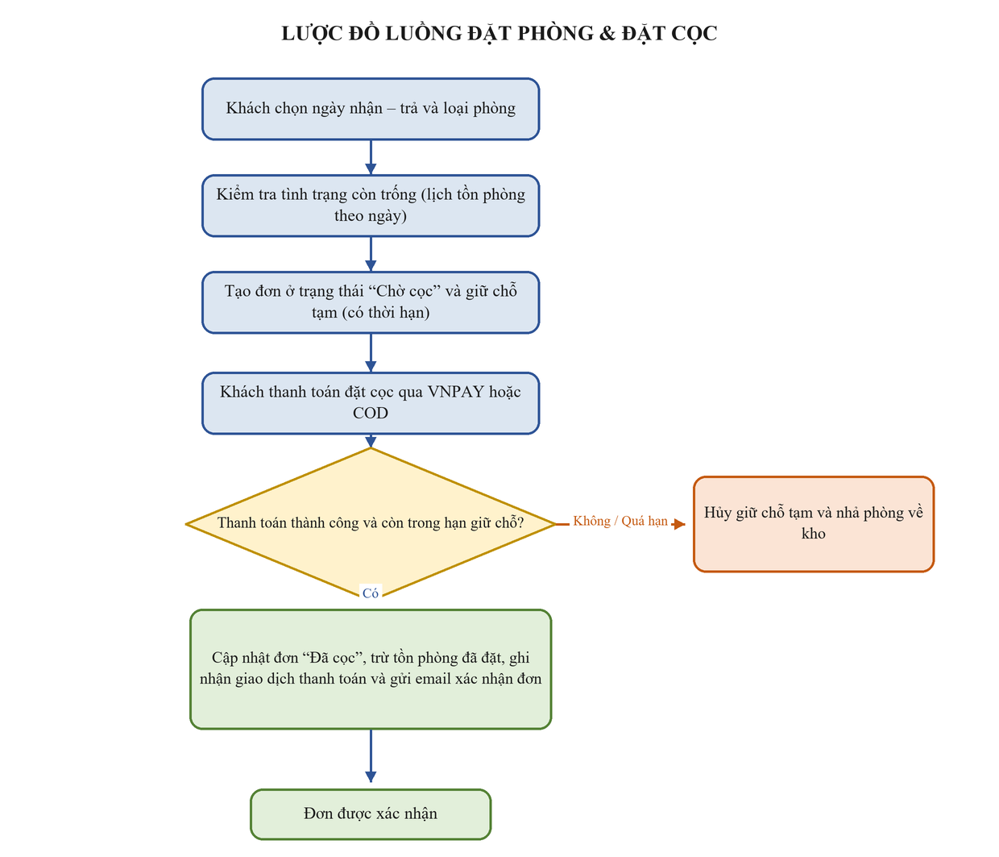 LƯỢC ĐỒ LUỒNG ĐẶT PHÒNG & ĐẶT CỌC
Khách chọn ngày nhận – trả và loại phòng
Kiểm tra tình trạng còn trống (lịch tồn phòng
theo ngày)
Tạo đơn ở trạng thái “Chờ cọc” và giữ chỗ
tạm (có thời hạn)
Khách thanh toán đặt cọc qua VNPAY hoặc
COD
Thanh toán thành công và còn trong hạn giữ chỗ?
Không / Quá hạn
Hủy giữ chỗ tạm và nhả phòng về
kho
Có
Cập nhật đơn “Đã cọc”, trừ tồn phòng đã đặt, ghi
nhận giao dịch thanh toán và gửi email xác nhận đơn
Đơn được xác nhận